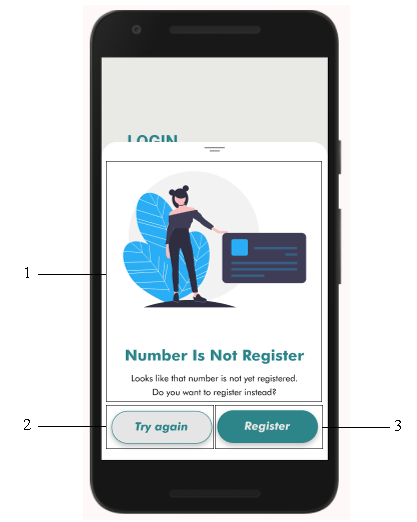 LOGIN
1
Number Is Not Register
Looks like that number is not yet registered.
Do you want to register instead?
2 Try again Register 3